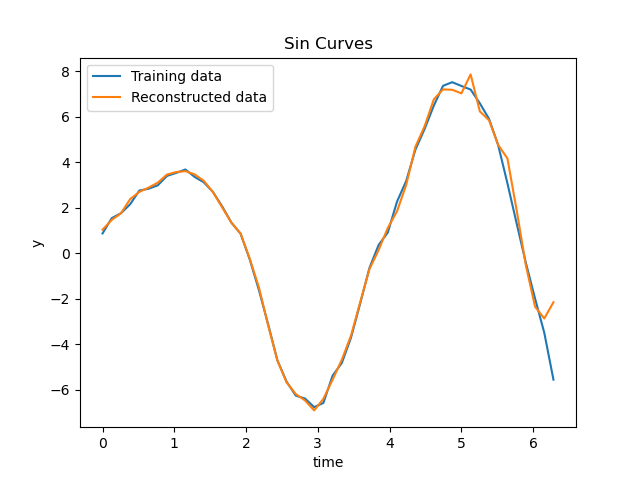 Sin Curves
Training data
Reconstructed data
8
6
4
2
0
−2
−4
−6
y
0 1 2 3 4 5 6
time